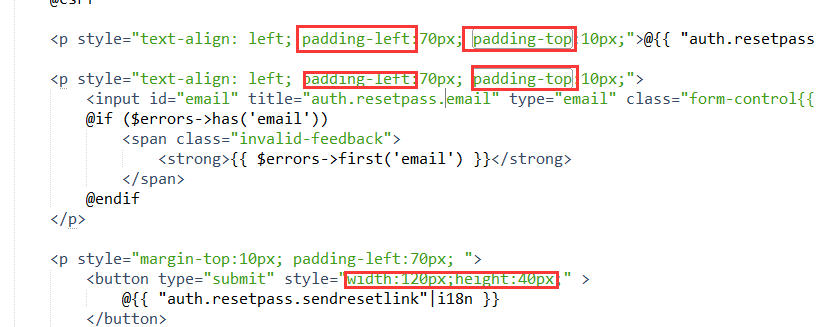 @csrf
<p style="text-align: left; padding-left:70px; padding-top:10px;">@{{ "auth.resetpass
<p style="text-align: left; padding-left:70px; padding-top:10px;">
<input id="email" title="auth.resetpass.email" type="email" class="form-control{{
@if ($errors->has('email'))
<span class="invalid-feedback">
<strong>{{ $errors->first('email') }}</strong>
</span>
@endif
</p>
<p style="margin-top:10px; padding-left:70px; ">
<button type="submit" style="width:120px;height:40px;" >
@{{ "auth.resetpass.sendresetlink"|i18n }}
</button>